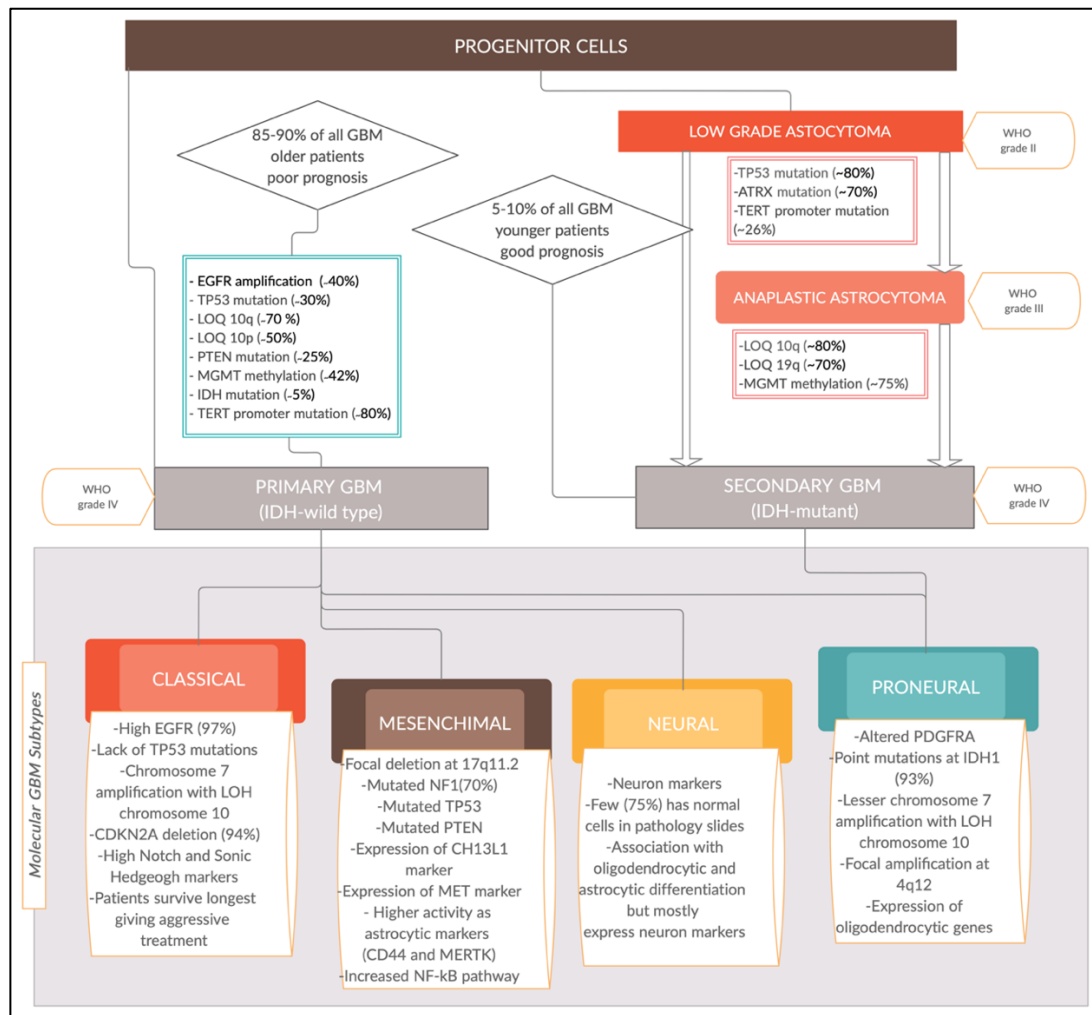 PROGENITOR CELLS
85-90% of all GBM
older patients
poor prognosis
LOW GRADE ASTOCYTOMA
WHO
grade II
-TP53 mutation (~80%)
-ATRX mutation (~70%)
-TERT promoter mutation
(~26%)
5-10% of all GBM
younger patients
good prognosis
- EGFR amplification (~40%)
- TP53 mutation (~30%)
- LOQ 10q (~70 %)
- LOQ 10p (~50%)
- PTEN mutation (~25%)
- MGMT methylation (~42%)
- IDH mutation (~5%)
- TERT promoter mutation (~80%)
ANAPLASTIC ASTROCYTOMA
WHO
grade III
-LOQ 10q (~80%)
-LOQ 19q (~70%)
-MGMT methylation (~75%)
WHO
grade IV
PRIMARY GBM
(IDH-wild type)
SECONDARY GBM
(IDH-mutant)
WHO
grade IV
Molecular GBM Subtypes
CLASSICAL
-High EGFR (97%)
-Lack of TP53 mutations
-Chromosome 7
amplification with LOH
chromosome 10
-CDKN2A deletion (94%)
-High Notch and Sonic
Hedgeogh markers
-Patients survive longest
giving aggressive
treatment
MESENCHIMAL
-Focal deletion at 17q11.2
-Mutated NF1(70%)
-Mutated TP53
-Mutated PTEN
-Expression of CH13L1
marker
-Expression of MET marker
- Higher activity as
astrocytic markers
(CD44 and MERTK)
-Increased NF-kB pathway
NEURAL
-Neuron markers
-Few (75%) has normal
cells in pathology slides
-Association with
oligodendrocytic and
astrocytic differentiation
but mostly
express neuron markers
PRONEURAL
-Altered PDGFRA
-Point mutations at IDH1
(93%)
-Lesser chromosome 7
amplification with LOH
chromosome 10
-Focal amplification at
4q12
-Expression of
oligodendrocytic genes